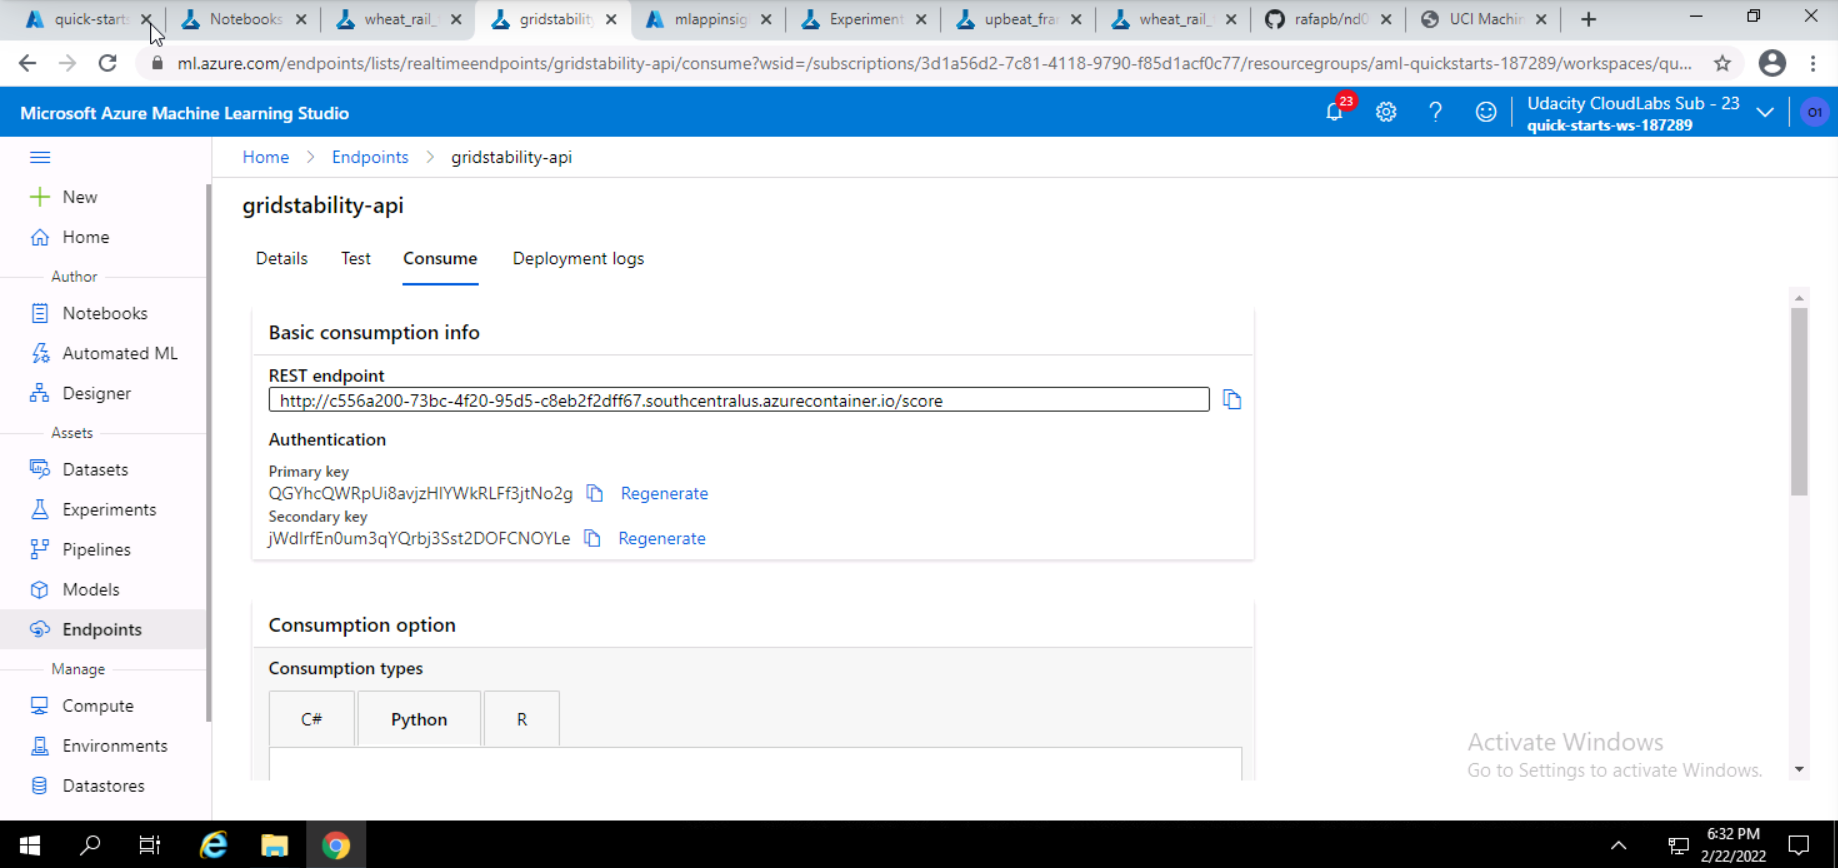 quick-starts
Notebooks
wheat_rail_
gridstability
mlappinsig
Experiment
upbeat_fra
wheat_rail_
rafapb/nd0
UCI Machin
ml.azure.com/endpoints/lists/realtimeendpoints/gridstability-api/consume?wsid=/subscriptions/3d1a56d2-7c81-4118-9790-f85d1acf0c77/resourcegroups/aml-quickstarts-187289/workspaces/qu...
Microsoft Azure Machine Learning Studio
23
Udacity CloudLabs Sub - 23
quick-starts-ws-187289
O1
Home > Endpoints > gridstability-api
New
Home
Author
Notebooks
Automated ML
Designer
Assets
Datasets
Experiments
Pipelines
Models
Endpoints
Manage
Compute
Environments
Datastores
gridstability-api
Details Test Consume Deployment logs
Basic consumption info
REST endpoint
http://c556a200-73bc-4f20-95d5-c8eb2f2dff67.southcentralus.azurecontainer.io/score
Authentication
Primary key
QGYhcQWRpUi8avjzHlYWkRLFf3jtNo2g Regenerate
Secondary key
jWdIrfEn0um3qYQrbj3Sst2DOFCNOYLe Regenerate
Consumption option
Consumption types
C# Python R
Activate Windows
Go to Settings to activate Windows.
6:32 PM
2/22/2022